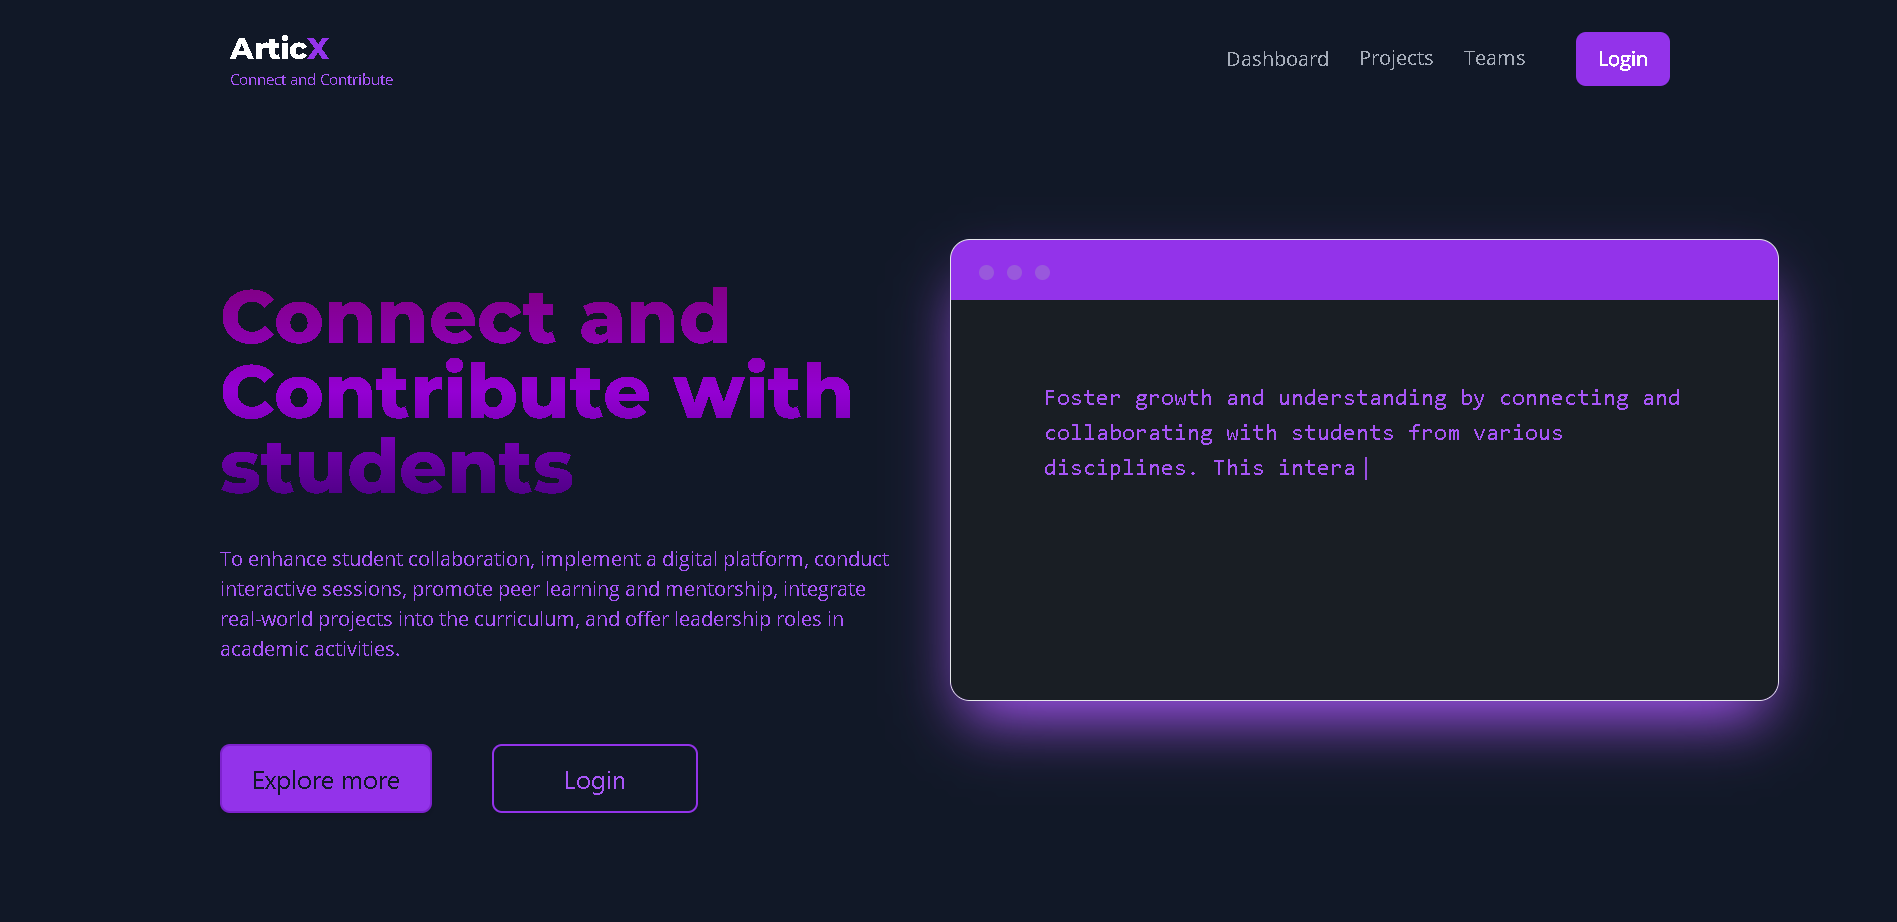 ArticX
Connect and Contribute
Dashboard Projects Teams Login
Connect and
Contribute with
students
To enhance student collaboration, implement a digital platform, conduct
interactive sessions, promote peer learning and mentorship, integrate
real-world projects into the curriculum, and offer leadership roles in
academic activities.
Explore more Login
Foster growth and understanding by connecting and
collaborating with students from various
disciplines. This intera